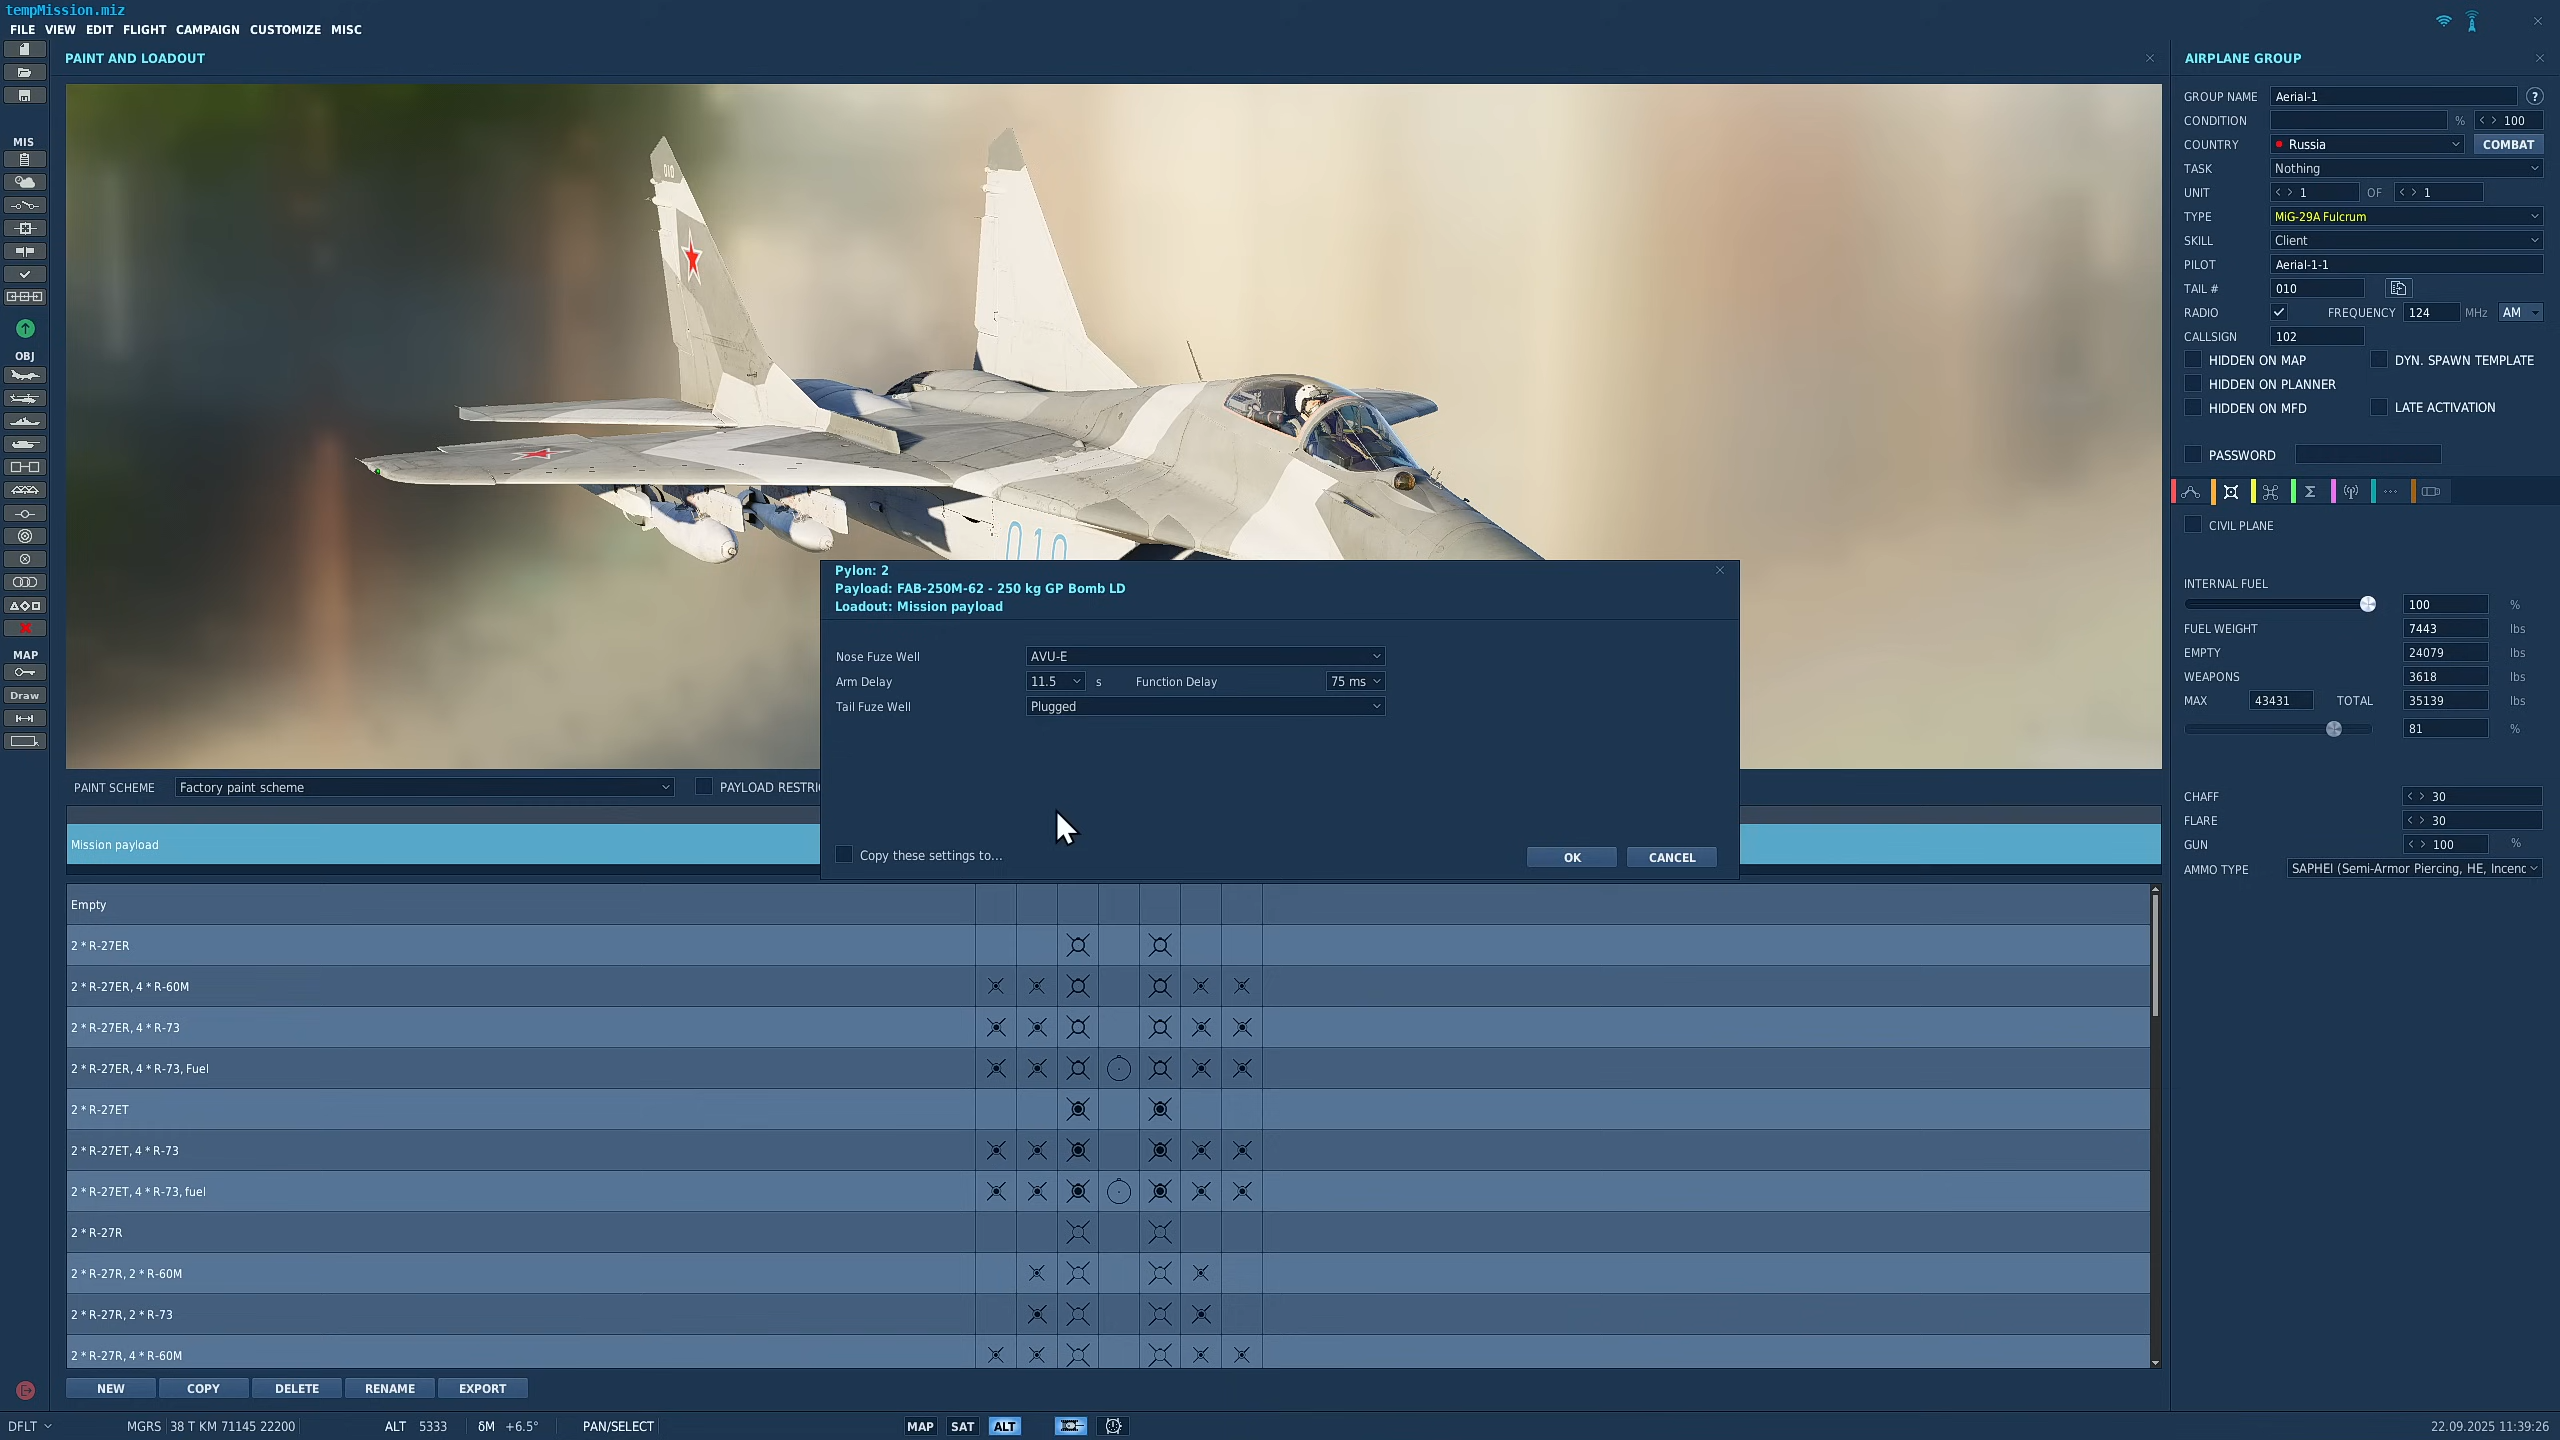 tempMission.miz
FILE VIEW EDIT FLIGHT CAMPAIGN CUSTOMIZE MISC
PAINT AND LOADOUT
MIS
OBJ
MAP
Draw
010
010
Pylon: 2
Payload: FAB-250M-62 - 250 kg GP Bomb LD
Loadout: Mission payload
Nose Fuze Well AVU-E
Arm Delay 11.5 s Function Delay 75 ms
Tail Fuze Well Plugged
Copy these settings to...
OK CANCEL
PAINT SCHEME Factory paint scheme PAYLOAD RESTRI
Mission payload
Empty
2 * R-27ER
2 * R-27ER, 4 * R-60M
2 * R-27ER, 4 * R-73
2 * R-27ER, 4 * R-73, Fuel
2 * R-27ET
2 * R-27ET, 4 * R-73
2 * R-27ET, 4 * R-73, fuel
2 * R-27R
2 * R-27R, 2 * R-60M
2 * R-27R, 2 * R-73
2 * R-27R, 4 * R-60M
NEW COPY DELETE RENAME EXPORT
AIRPLANE GROUP
GROUP NAME Aerial-1 ?
CONDITION % < > 100
COUNTRY Russia COMBAT
TASK Nothing
UNIT < > 1 OF < > 1
TYPE MiG-29A Fulcrum
SKILL Client
PILOT Aerial-1-1
TAIL # 010
RADIO FREQUENCY 124 MHz AM
CALLSIGN 102
HIDDEN ON MAP DYN. SPAWN TEMPLATE
HIDDEN ON PLANNER
HIDDEN ON MFD LATE ACTIVATION
PASSWORD
Σ
CIVIL PLANE
INTERNAL FUEL
100 %
FUEL WEIGHT 7443 lbs
EMPTY 24079 lbs
WEAPONS 3618 lbs
MAX 43431 TOTAL 35139 lbs
81 %
CHAFF < > 30
FLARE < > 30
GUN < > 100 %
AMMO TYPE SAPHEI (Semi-Armor Piercing, HE, Incenc
DFLT MGRS 38 T KM 71145 22200 ALT 5333 δM +6.5° PAN/SELECT MAP SAT ALT 22.09.2025 11:39:26